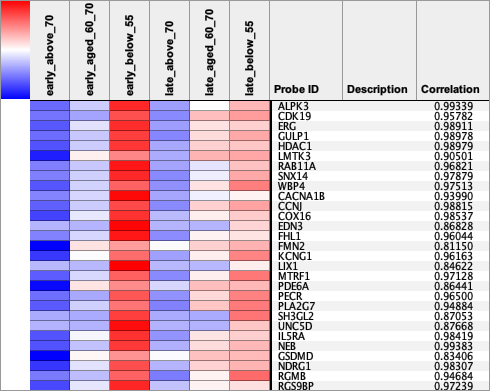 early_above_70
early_aged_60_70
early_below_55
late_above_70
late_aged_60_70
late_below_55
Probe ID Description Correlation
ALPK3 0.99339
CDK19 0.95782
ERG 0.98911
GULP1 0.98978
HDAC1 0.98979
LMTK3 0.90501
RAB11A 0.96821
SNX14 0.97879
WBP4 0.97513
CACNA1B 0.93990
CCNJ 0.98815
COX16 0.98537
EDN3 0.86828
FHL1 0.96044
FMN2 0.81150
KCNG1 0.96163
LIX1 0.84622
MTRF1 0.97128
PDE6A 0.86441
PECR 0.96500
PLA2G7 0.94884
SH3GL2 0.87053
UNC5D 0.87668
IL5RA 0.98419
NEB 0.99383
GSDMD 0.83406
NDRG1 0.98307
RGMB 0.94684
RGS9BP 0.97239